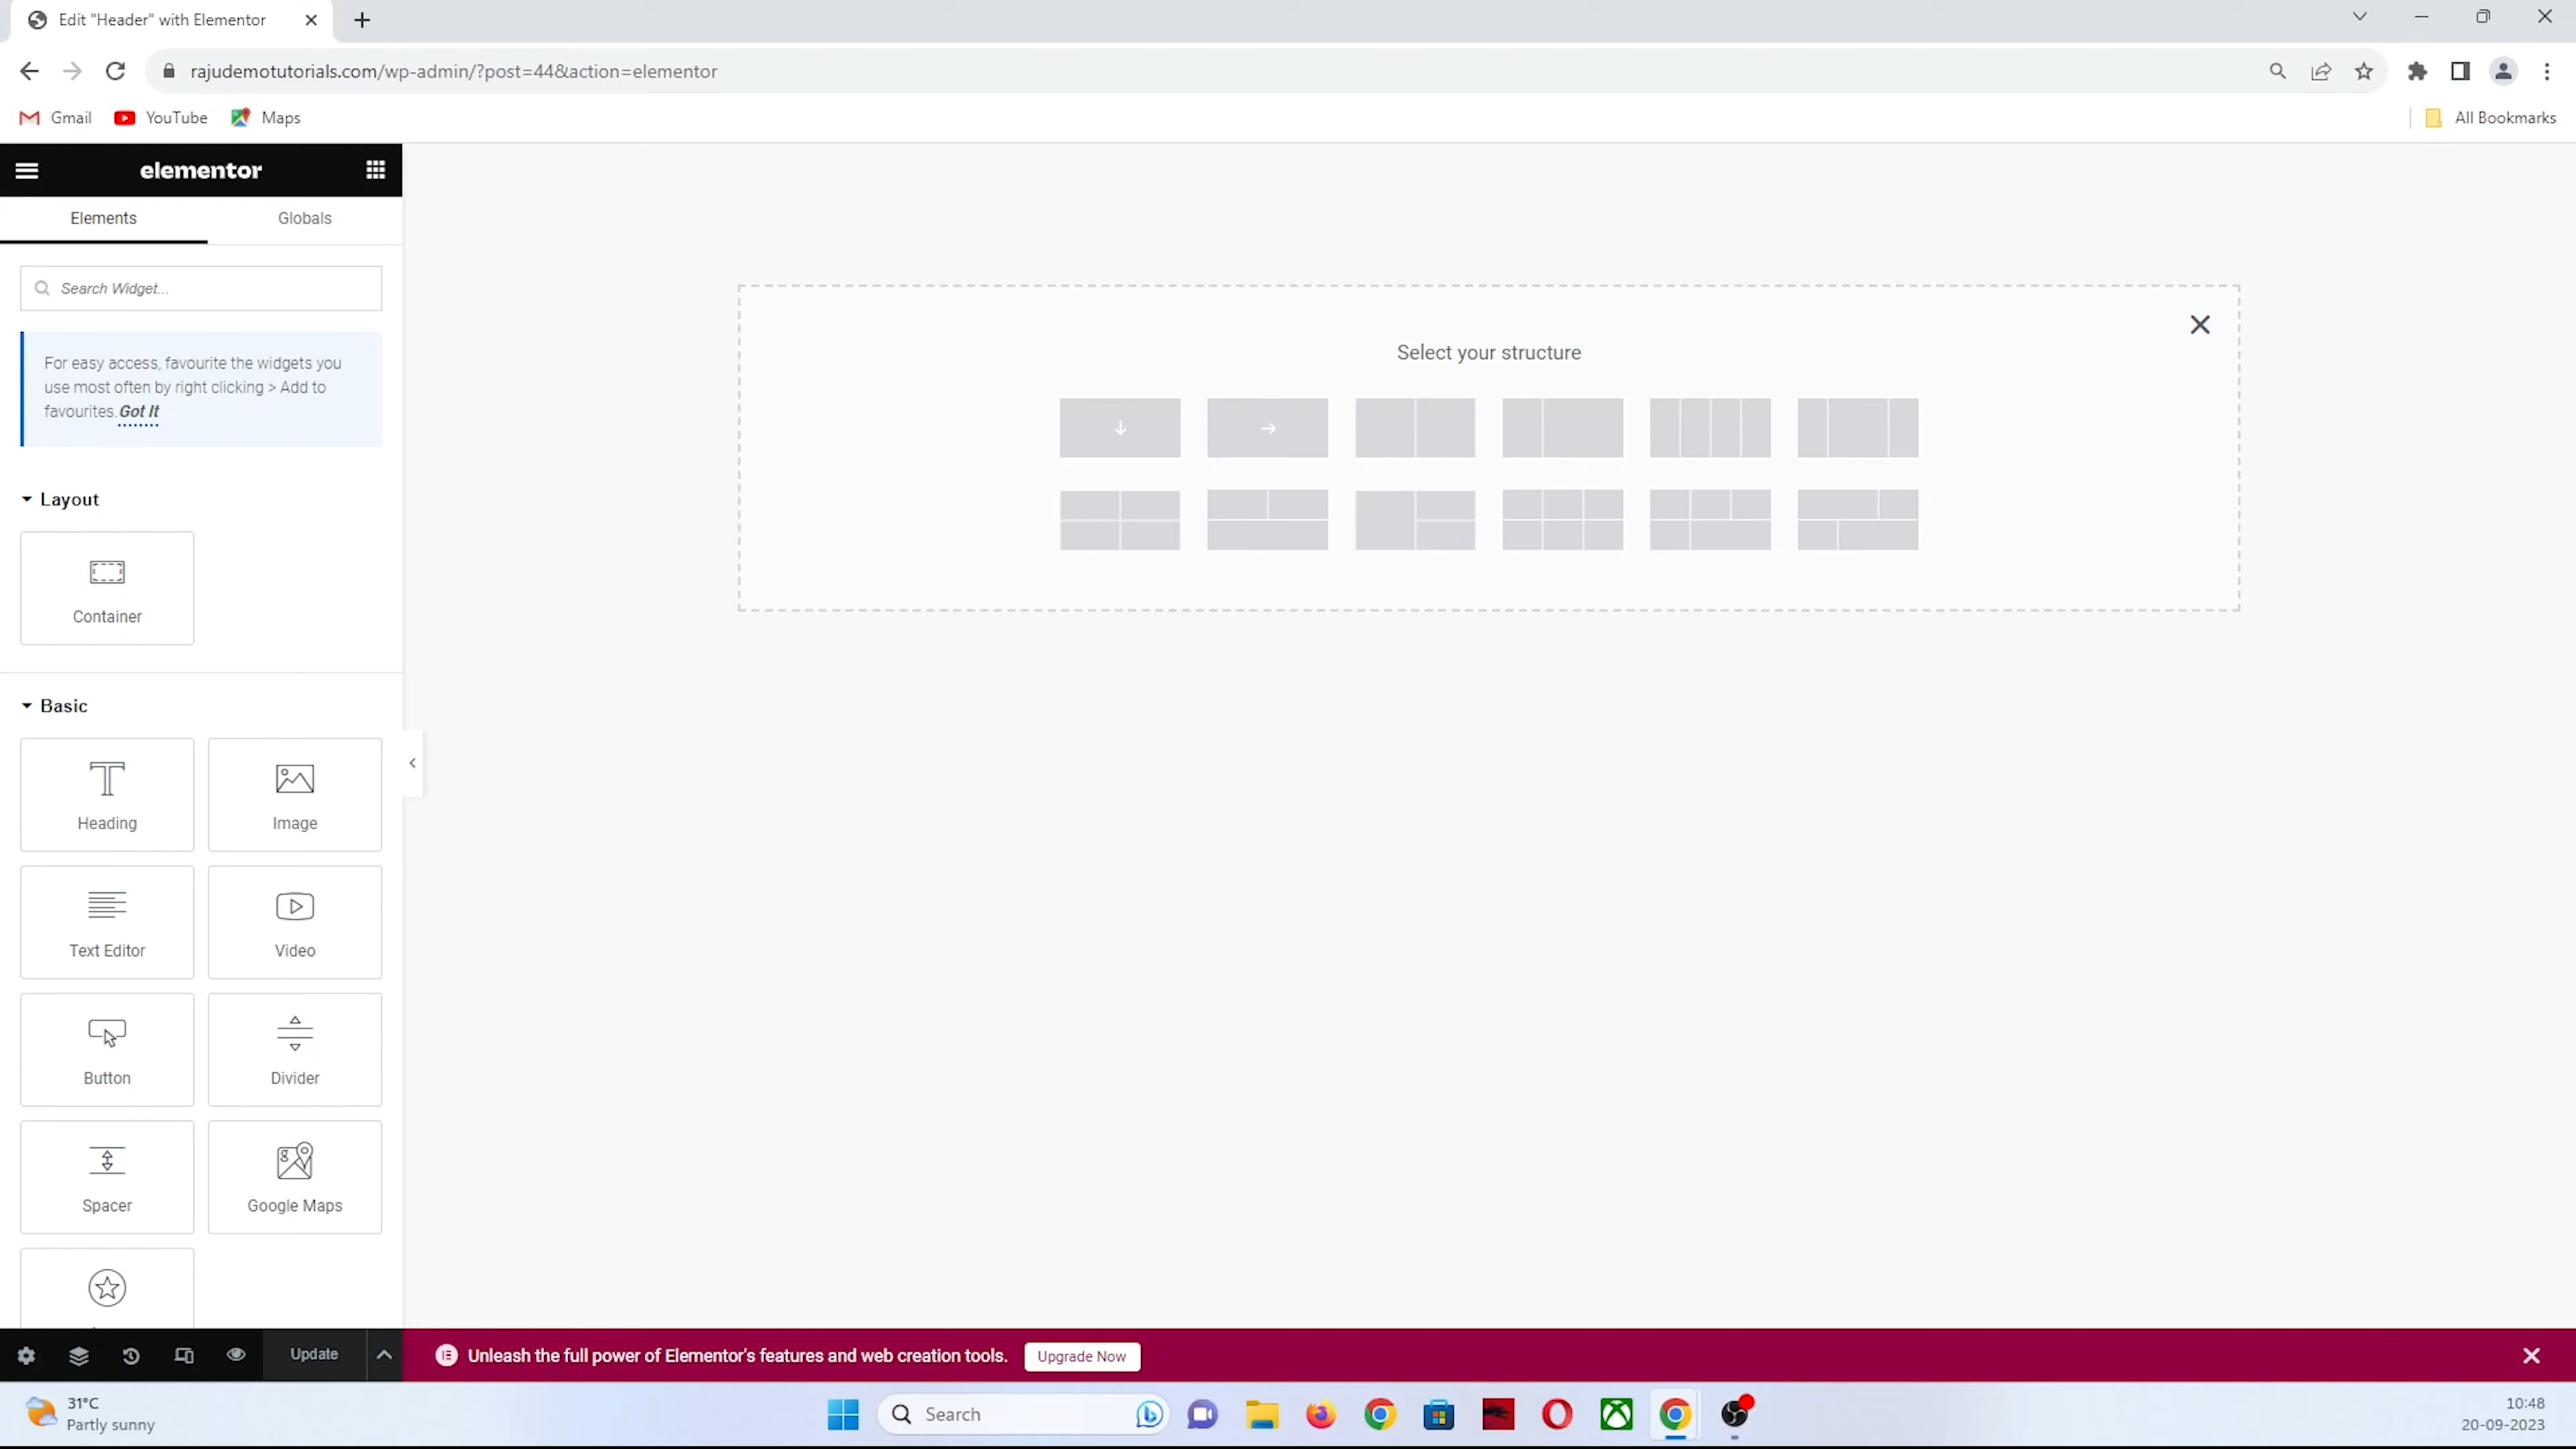 Edit "Header" with Elementor
rajudemotutorials.com/wp-admin/?post=44&action=elementor
Gmail
YouTube
Maps
All Bookmarks
elementor
Elements
Globals
Search Widget...
For easy access, favourite the widgets you
use most often by right clicking > Add to
favourites. Got It
Layout
Container
Basic
Heading
Image
Text Editor
Video
Button
Divider
Spacer
Google Maps
Select your structure
Update
Unleash the full power of Elementor's features and web creation tools.
Upgrade Now
31°C
Partly sunny
Search
10:48
20-09-2023